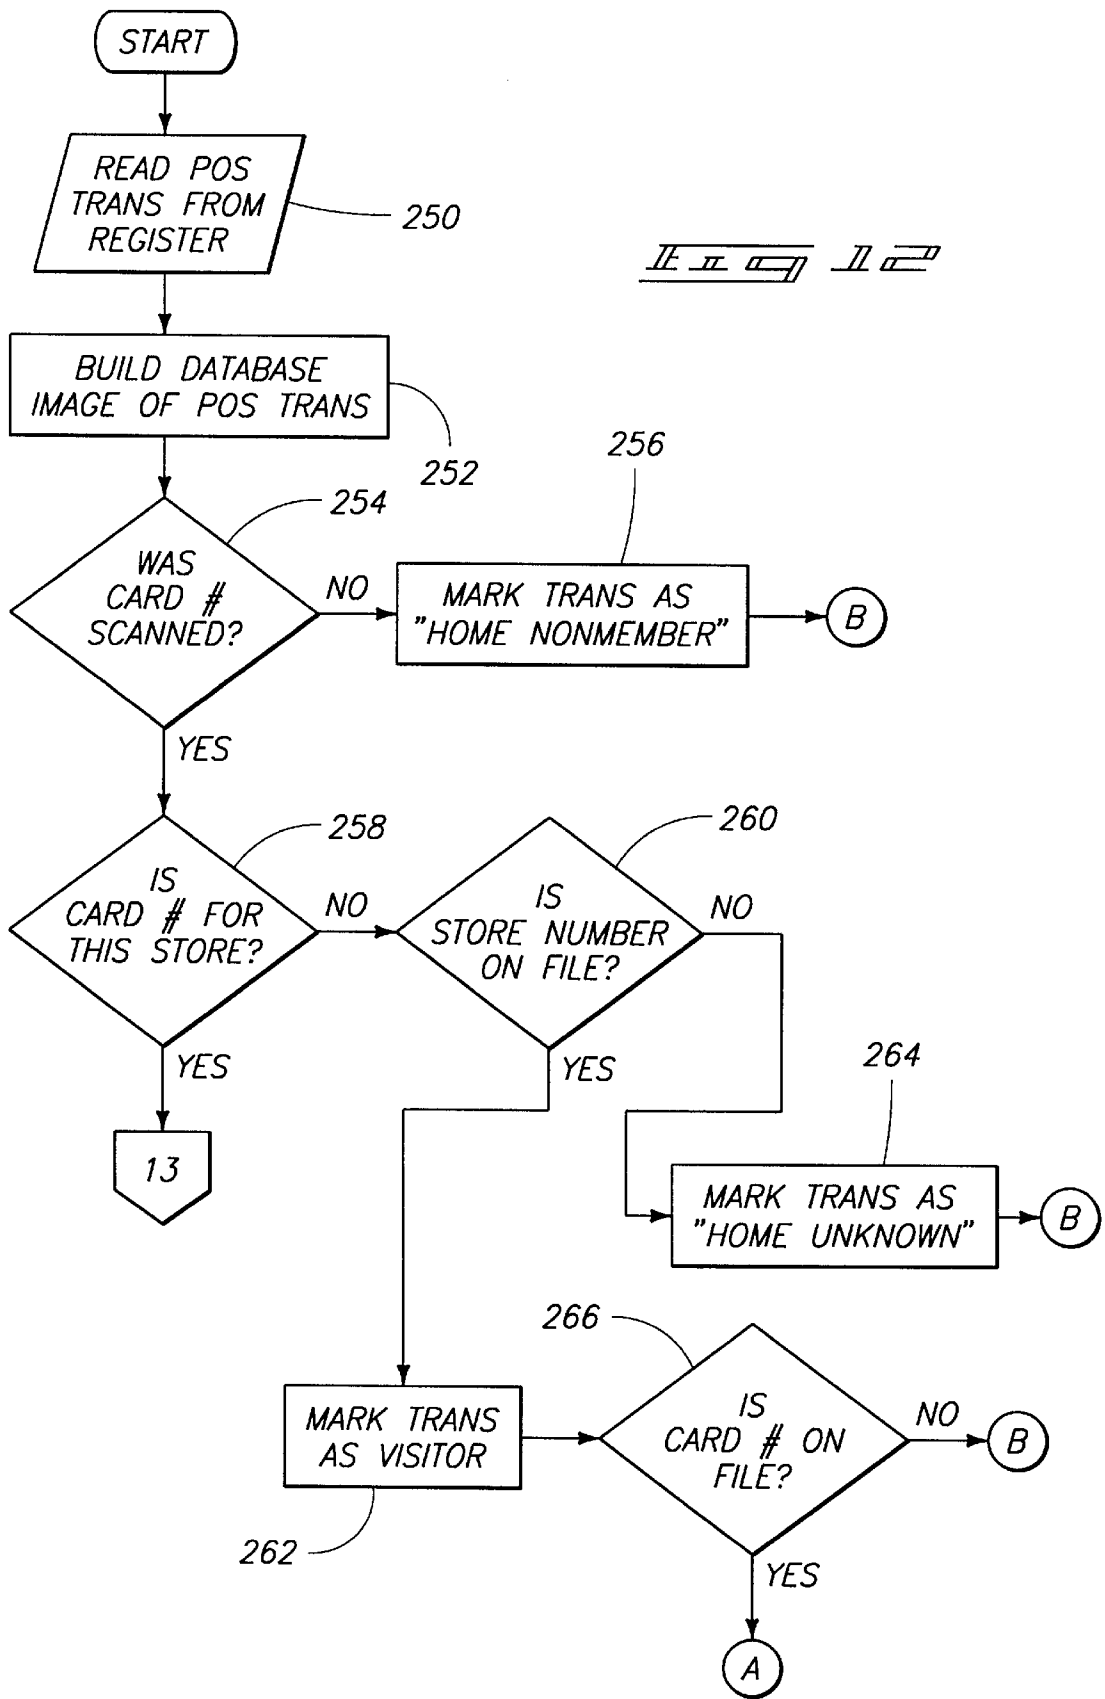 START
READ POS
TRANS FROM
REGISTER
250
Fig 12
BUILD DATABASE
IMAGE OF POS TRANS
252
254
256
WAS
CARD #
SCANNED?
NO
MARK TRANS AS
"HOME NONMEMBER"
B
YES
258
260
IS
CARD # FOR
THIS STORE?
NO
IS
STORE NUMBER
ON FILE?
NO
YES
YES
264
13
MARK TRANS AS
"HOME UNKNOWN"
B
266
MARK TRANS
AS VISITOR
262
IS
CARD # ON
FILE?
NO
B
YES
A